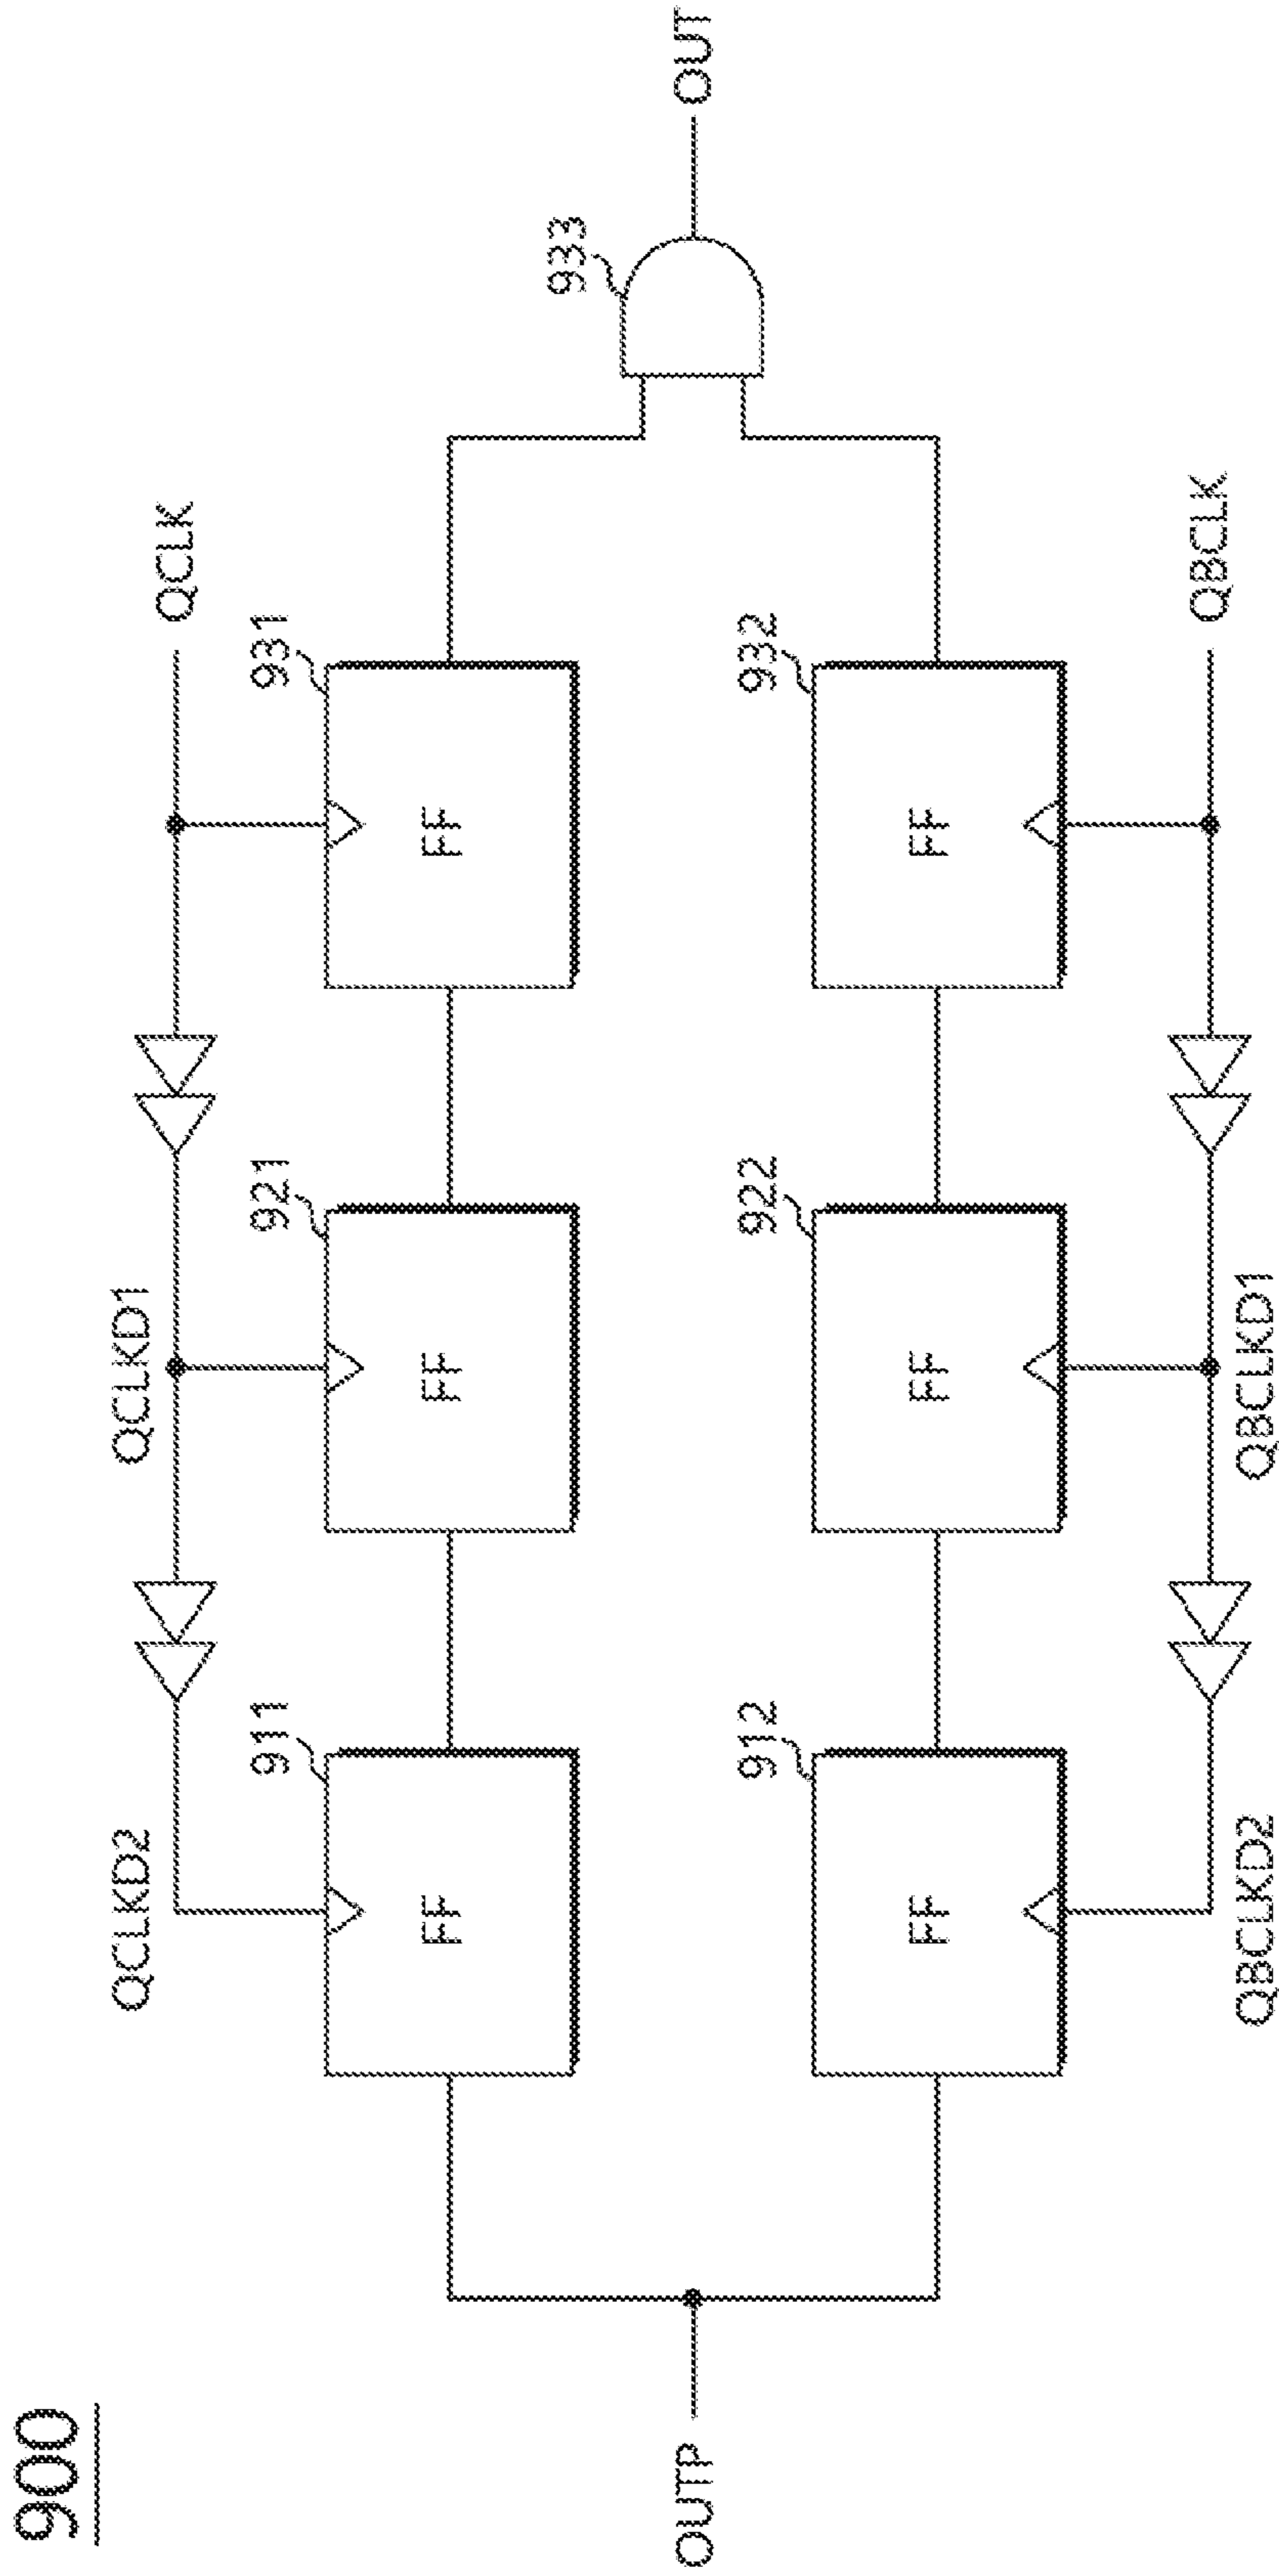 900
QCLKD2
QCLKD1
QCLK
911
921
931
FF
FF
FF
933
OUTP
OUT
912
922
932
FF
FF
FF
QBCLKD2
QBCLKD1
QBCLK